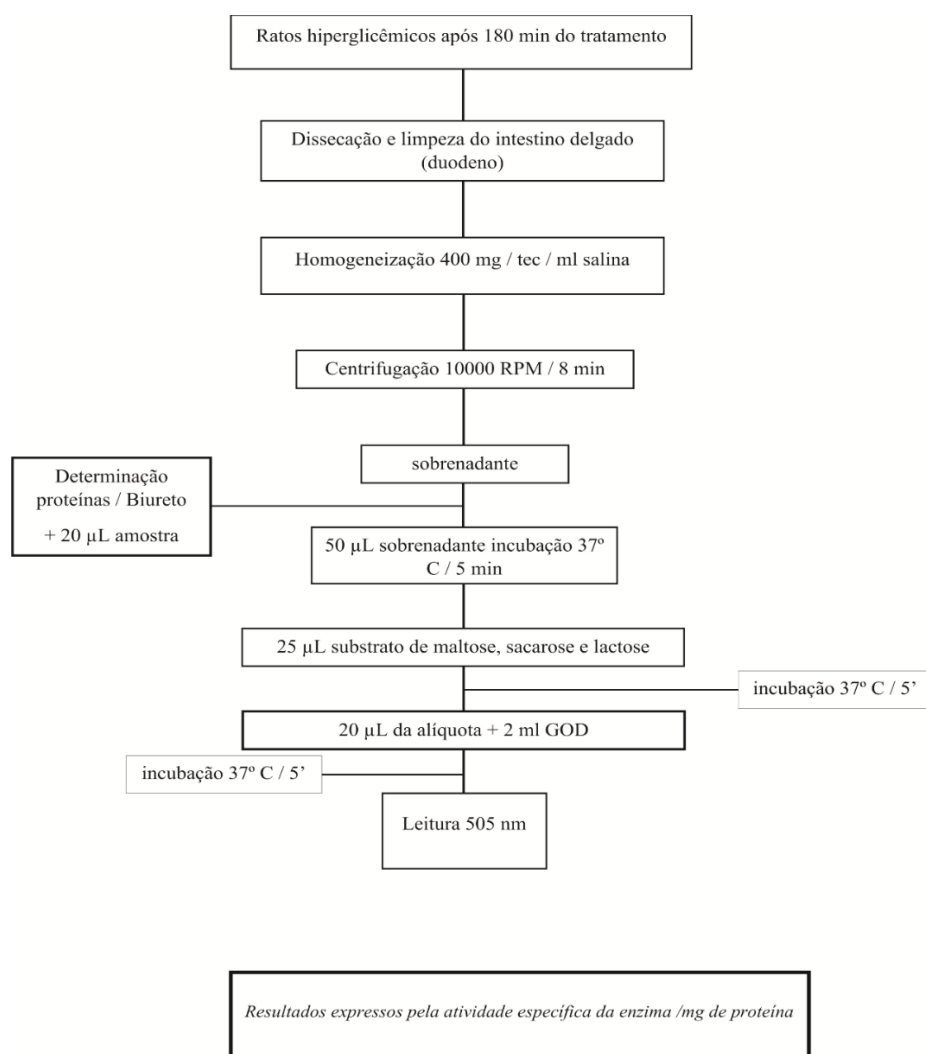 Ratos hiperglicêmicos após 180 min do tratamento
Dissecação e limpeza do intestino delgado
(duodeno)
Homogeneização 400 mg / tec / ml salina
Centrifugação 10000 RPM / 8 min
sobrenadante
Determinação
proteínas / Biureto
+ 20 µL amostra
50 µL sobrenadante incubação 37º
C / 5 min
25 µL substrato de maltose, sacarose e lactose
incubação 37º C / 5’
20 µL da alíquota + 2 ml GOD
incubação 37º C / 5’
Leitura 505 nm
Resultados expressos pela atividade específica da enzima /mg de proteína